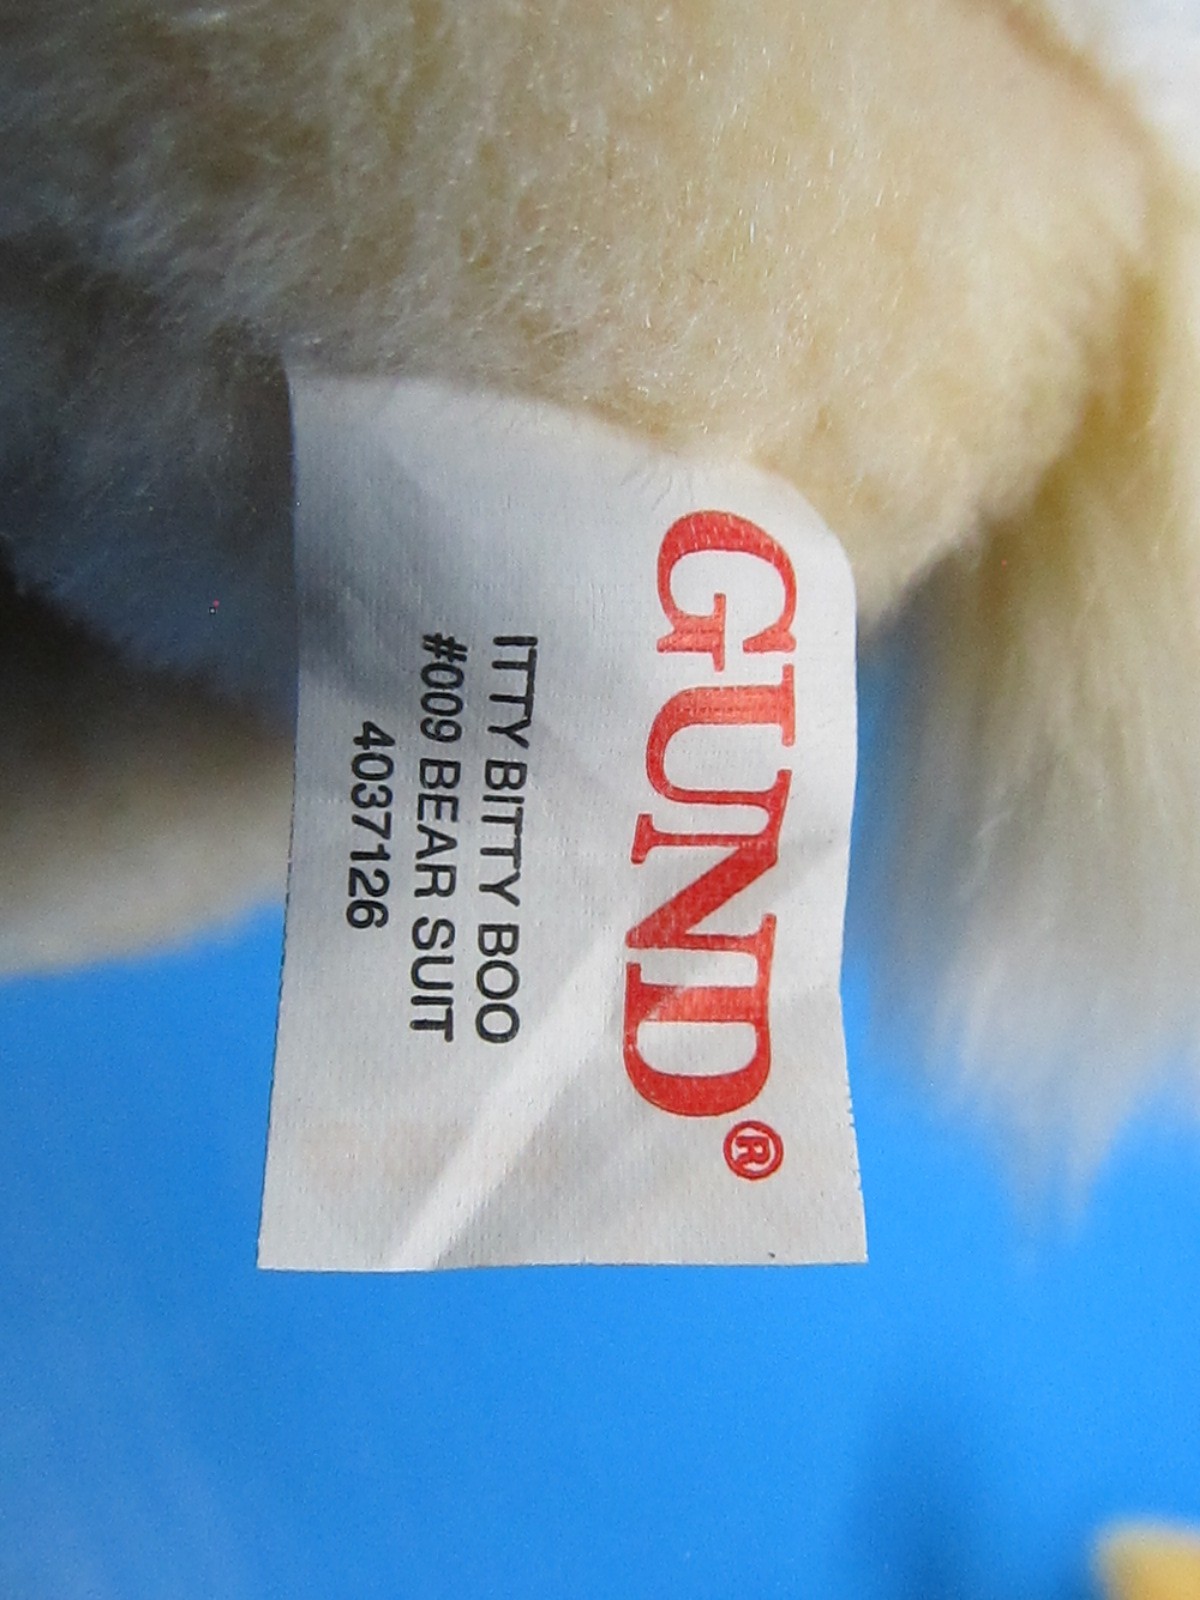 GUND®
ITTY BITTY BOO
#009 BEAR SUIT
4037126